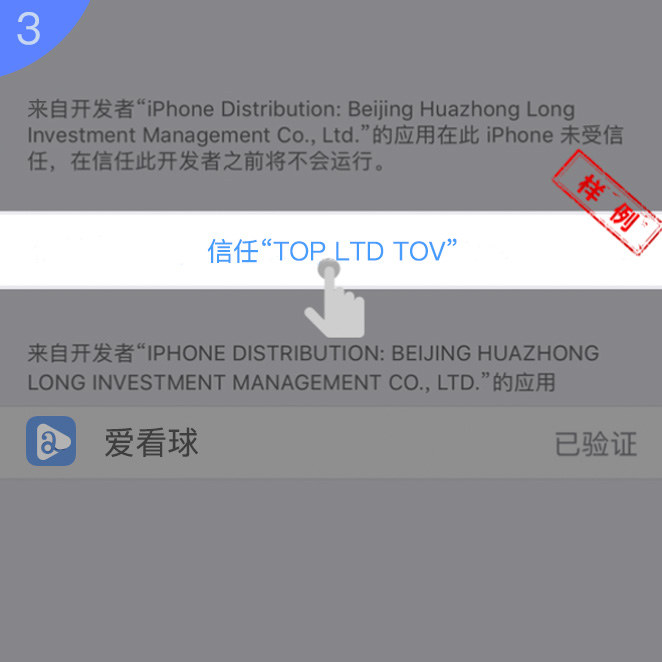 3
来自开发者“iPhone Distribution: Beijing Huazhong Long
Investment Management Co., Ltd.”的应用在此 iPhone 未受信
任，在信任此开发者之前将不会运行。
样例
信任“TOP LTD TOV”
来自开发者“IPHONE DISTRIBUTION: BEIJING HUAZHONG
LONG INVESTMENT MANAGEMENT CO., LTD.”的应用
a
爱看球
已验证